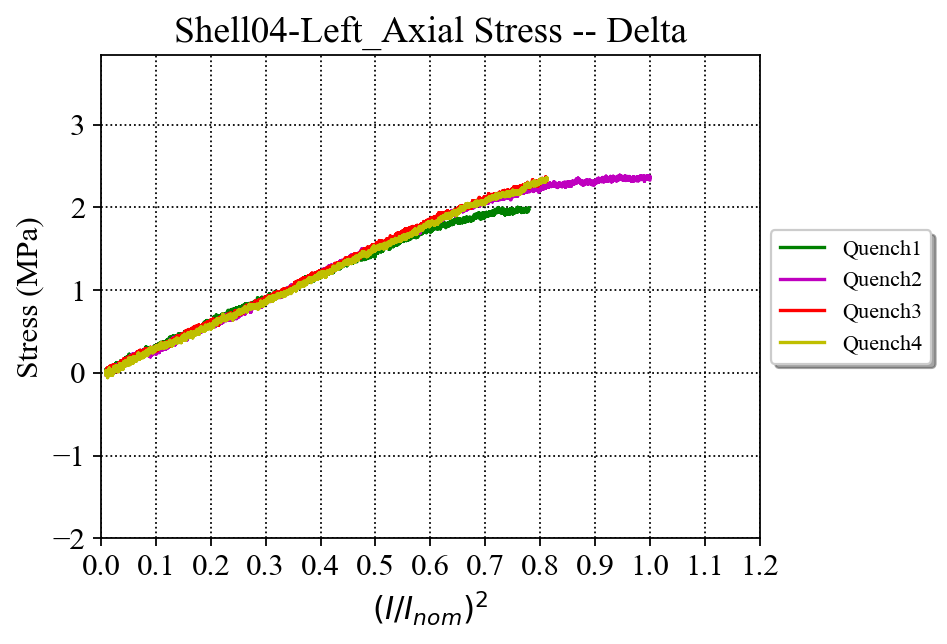 Shell04-Left_Axial Stress -- Delta
Stress (MPa)
3
2
1
0
−1
−2
0.0 0.1 0.2 0.3 0.4 0.5 0.6 0.7 0.8 0.9 1.0 1.1 1.2
(I/I_nom)²
Quench1
Quench2
Quench3
Quench4